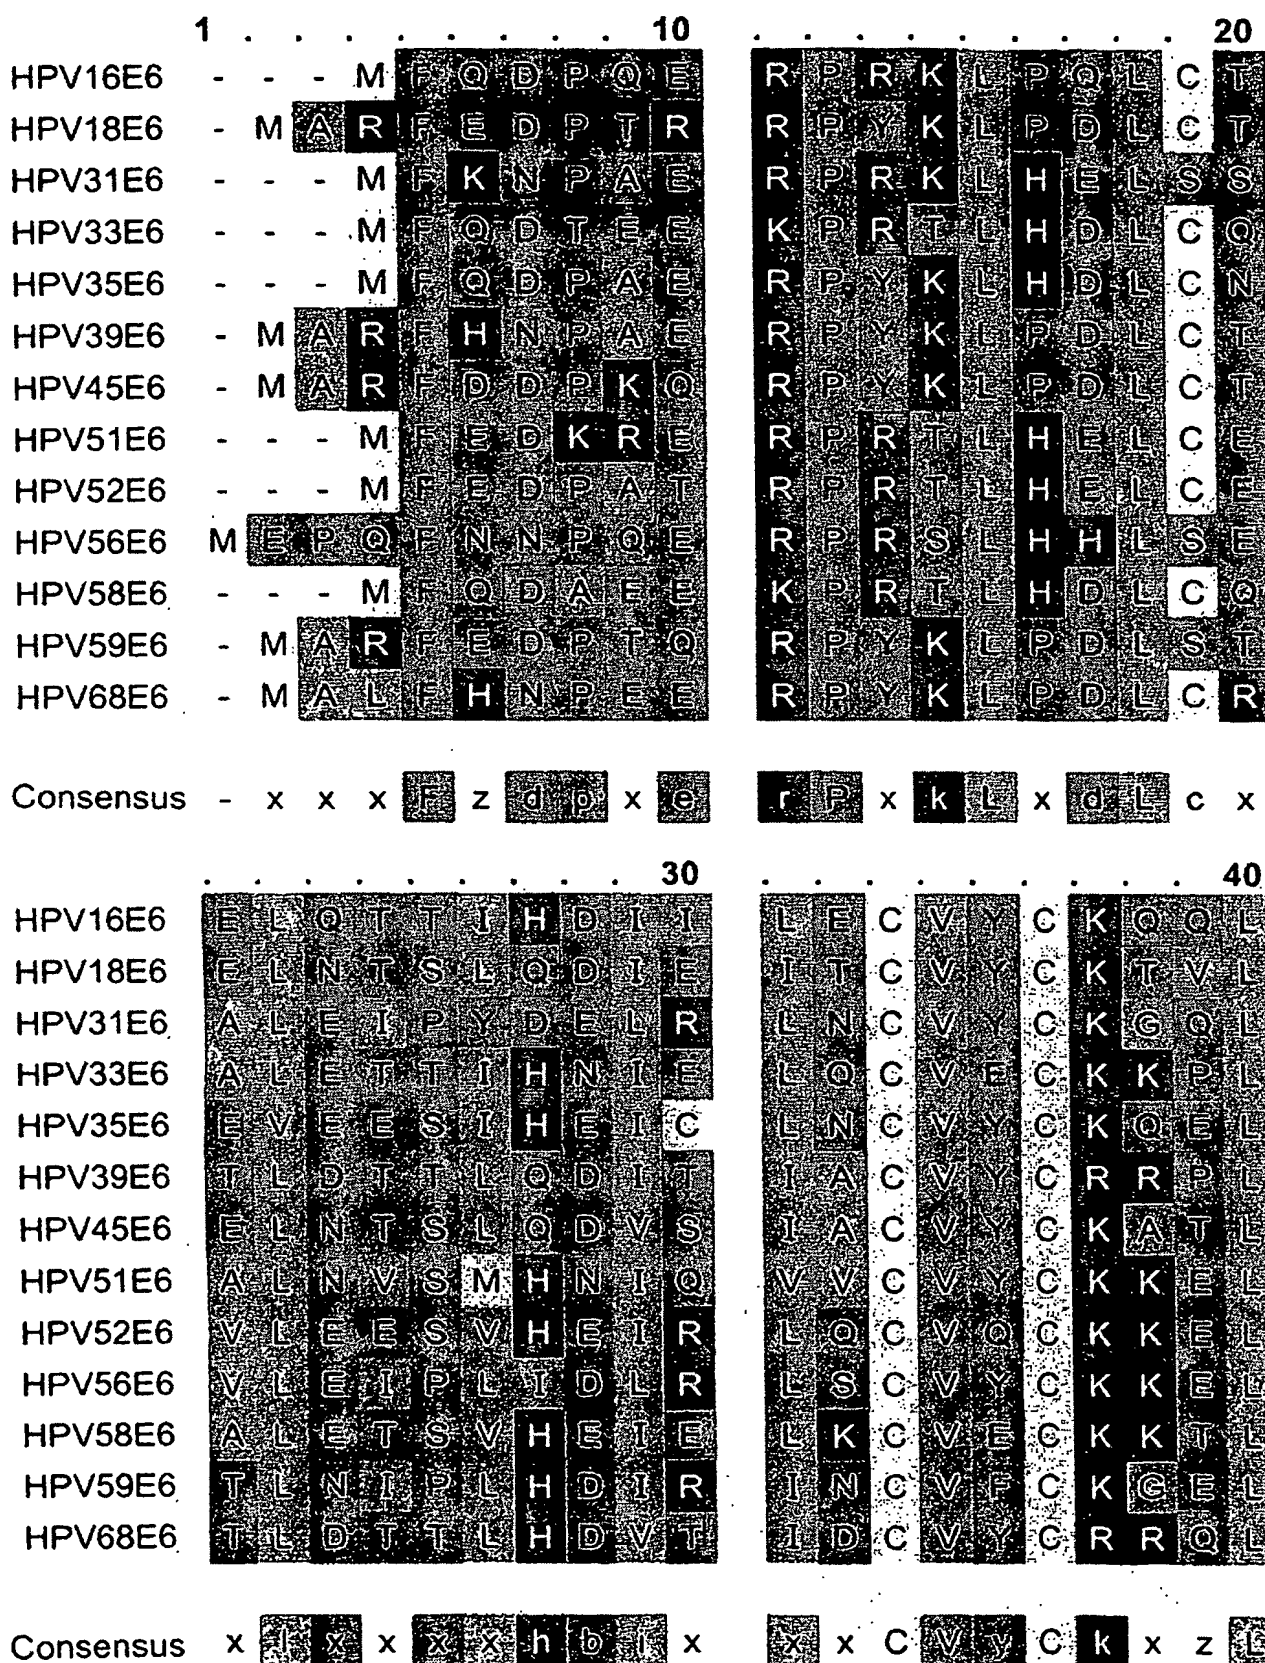 1 . . . . . . . . 10 . . . . . . . . . 20
HPV16E6 - - - M F Q D P Q E R P R K L P Q L C T
HPV18E6 - M A R F E D P T R R P Y K L P D L C T
HPV31E6 - - - M F K N P A E R P R K L H E L S S
HPV33E6 - - - M F Q D T E E K P R T L H D L C Q
HPV35E6 - - - M F Q D P A E R P Y K L H D L C N
HPV39E6 - M A R F H N P A E R P Y K L P D L C T
HPV45E6 - M A R F D D P K Q R P Y K L P D L C T
HPV51E6 - - - M F E D K R E R P R T L H E L C E
HPV52E6 - - - M F E D P A T R P R T L H E L C E
HPV56E6 M E P Q F N N P Q E R P R S L H H L S E
HPV58E6 - - - M F Q D A E E K P R T L H D L C Q
HPV59E6 - M A R F E D P T Q R P Y K L P D L S T
HPV68E6 - M A L F H N P E E R P Y K L P D L C R
Consensus - x x x F z d p x e r P x k L x d L c x
. . . . . . . . . 30 . . . . . . . . . 40
HPV16E6 E L Q T T I H D I I L E C V Y C K Q Q L
HPV18E6 E L N T S L Q D I E I T C V Y C K T V L
HPV31E6 A L E I P Y D E L R L N C V Y C K G Q L
HPV33E6 A L E T T I H N I E L Q C V E C K K P L
HPV35E6 E V E E S I H E I C L N C V Y C K Q E L
HPV39E6 T L D T T L Q D I T I A C V Y C R R P L
HPV45E6 E L N T S L Q D V S I A C V Y C K A T L
HPV51E6 A L N V S M H N I Q V V C V Y C K K E L
HPV52E6 V L E E S V H E I R L Q C V Q C K K E L
HPV56E6 V L E I P L I D L R L S C V Y C K K E L
HPV58E6 A L E T S V H E I E L K C V E C K K T L
HPV59E6 T L N I P L H D I R I N C V F C K G E L
HPV68E6 T L D T T L H D V T I D C V Y C R R Q L
Consensus x l x x z x h b i x x x C V y C k x z L